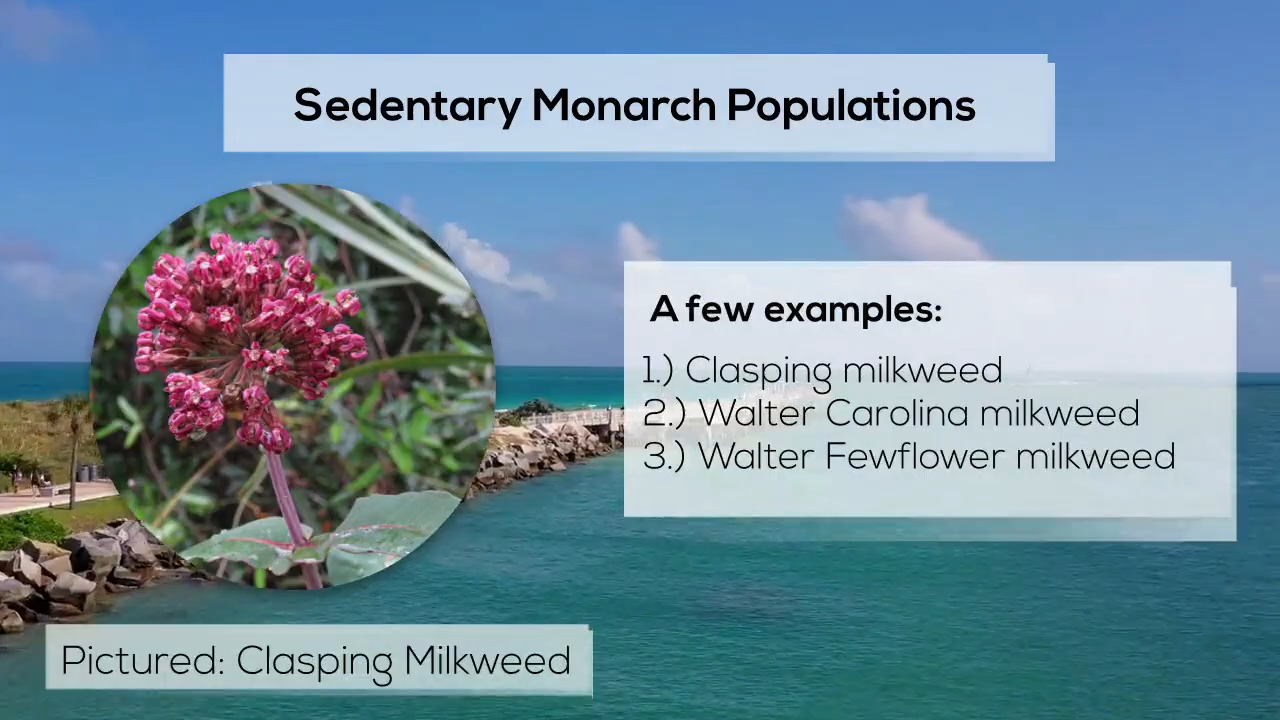 Sedentary Monarch Populations
A few examples:
1.) Clasping milkweed
2.) Walter Carolina milkweed
3.) Walter Fewflower milkweed
Pictured: Clasping Milkweed